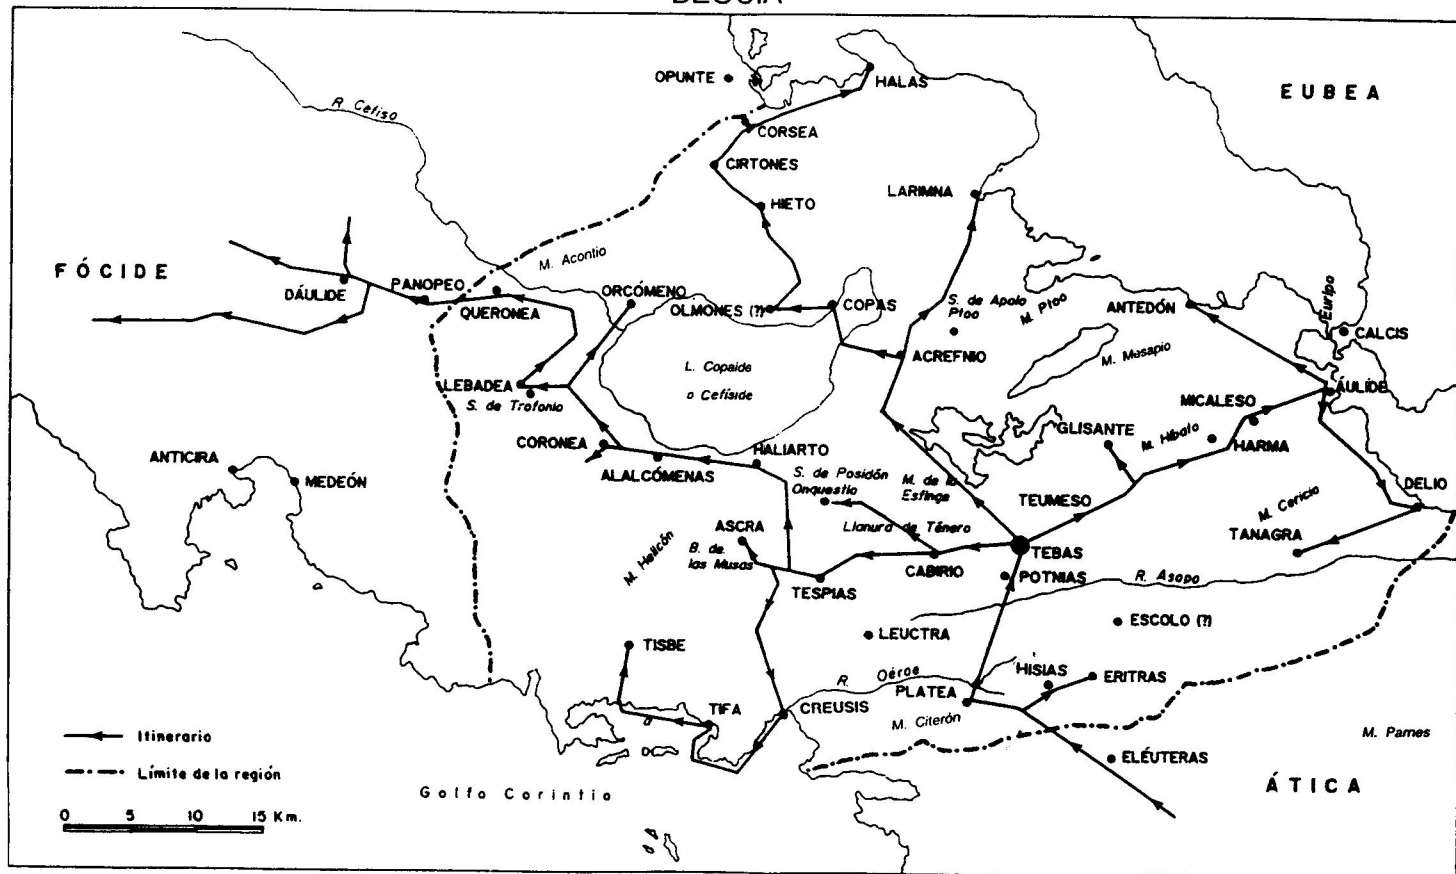 BEOCIA
OPUNTE
HALAS
EUBEA
R. Cefiso
CORSEA
CIRTONES
LARIMNA
HIETO
M. Acontio
FÓCIDE
DÁULIDE
PANOPEO
QUERONEA
ORCÓMENO
OLMONES (?)
COPAS
S. de Apolo
Ptoo
M. Ptoo
ANTEDÓN
Euripo
CALCIS
ACREFNIO
M. Mesapio
L. Copaide
o Cefíside
LEBADEA
S. de Trofonio
ÁULIDE
MICALESO
GLISANTE
M. Hípato
HARMA
CORONEA
ALALCÓMENAS
HALIARTO
ANTICIRA
MEDEÓN
S. de Posidón
Onquestio
M. de la
Esfinge
TEUMESO
DELIO
M. Cericio
TANAGRA
ASCRA
Llanura de Ténero
B. de
las Musas
M. Helicón
TEBAS
CABIRIO
TESPIAS
POTNIAS
R. Asopo
LEUCTRA
ESCOLO (?)
TISBE
R. Oéroe
HISIAS
ERITRAS
PLATEA
TIFA
CREUSIS
M. Citerón
M. Parnes
ELÉUTERAS
ÁTICA
Itinerario
Límite de la región
Golfo Corintio
0 5 10 15 Km.